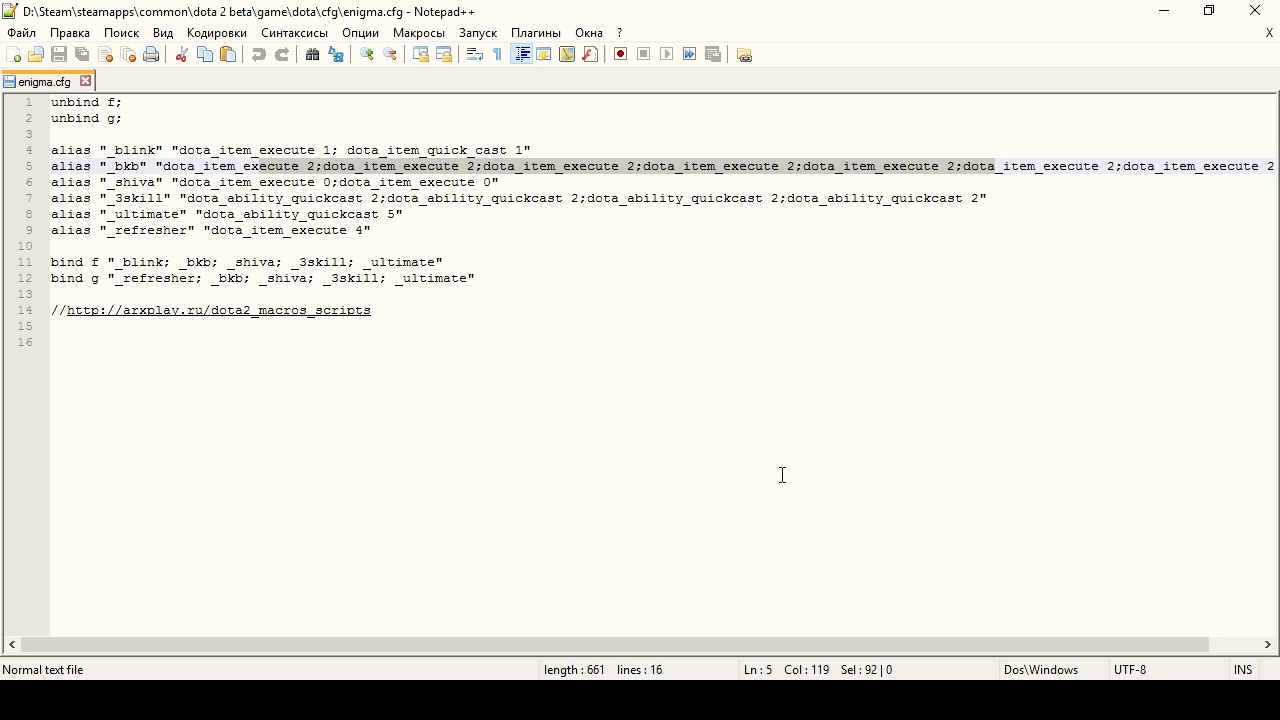 D:\Steam\steamapps\common\dota 2 beta\game\dota\cfg\enigma.cfg - Notepad++
Файл Правка Поиск Вид Кодировки Синтаксисы Опции Макросы Запуск Плагины Окна ? X
enigma.cfg
1 unbind f;
2 unbind g;
3
4 alias "_blink" "dota_item_execute 1; dota_item_quick_cast 1"
5 alias "_bkb" "dota_item_execute 2;dota_item_execute 2;dota_item_execute 2;dota_item_execute 2;dota_item_execute 2;dota_item_execute 2;dota_item_execute 2
6 alias "_shiva" "dota_item_execute 0;dota_item_execute 0"
7 alias "_3skill" "dota_ability_quickcast 2;dota_ability_quickcast 2;dota_ability_quickcast 2;dota_ability_quickcast 2"
8 alias "_ultimate" "dota_ability_quickcast 5"
9 alias "_refresher" "dota_item_execute 4"
10
11 bind f "_blink; _bkb; _shiva; _3skill; _ultimate"
12 bind g "_refresher; _bkb; _shiva; _3skill; _ultimate"
13
14 //http://arxplay.ru/dota2_macros_scripts
15
16
Normal text file length : 661 lines : 16 Ln : 5 Col : 119 Sel : 92 | 0 Dos\Windows UTF-8 INS